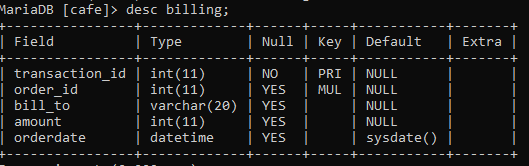 MariaDB [cafe]> desc billing;
+----------------+-------------+------+-----+-----------+-------+
| Field | Type | Null | Key | Default | Extra |
+----------------+-------------+------+-----+-----------+-------+
| transaction_id | int(11) | NO | PRI | NULL | |
| order_id | int(11) | YES | MUL | NULL | |
| bill_to | varchar(20) | YES | | NULL | |
| amount | int(11) | YES | | NULL | |
| orderdate | datetime | YES | | sysdate() | |
+----------------+-------------+------+-----+-----------+-------+